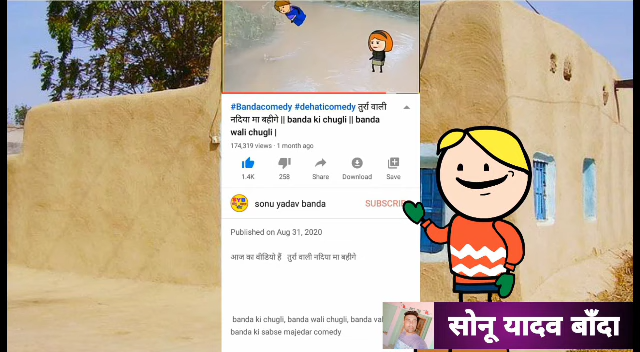 #Bandacomedy #dehaticomedy तुर्रा वाली
नदिया मा बहीगे || banda ki chugli || banda
wali chugli |
174,319 views · 1 month ago
1.4K 258 Share Download Save
sonu yadav banda SUBSCRIB
Published on Aug 31, 2020
आज का वीडियो हैं तुर्रा वाली नदिया मा बहीगे
banda ki chugli, banda wali chugli, banda wal
banda ki sabse majedar comedy
सोनू यादव बाँदा